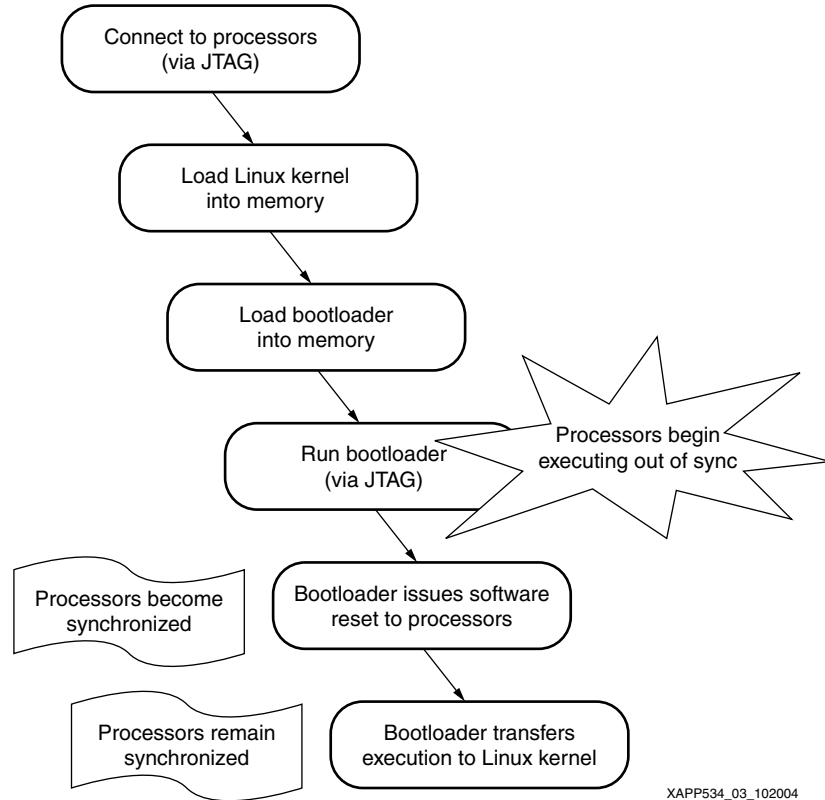 Connect to processors
(via JTAG)
Load Linux kernel
into memory
Load bootloader
into memory
Run bootloader
(via JTAG)
Processors begin
executing out of sync
Bootloader issues software
reset to processors
Processors become
synchronized
Bootloader transfers
execution to Linux kernel
Processors remain
synchronized
XAPP534_03_102004